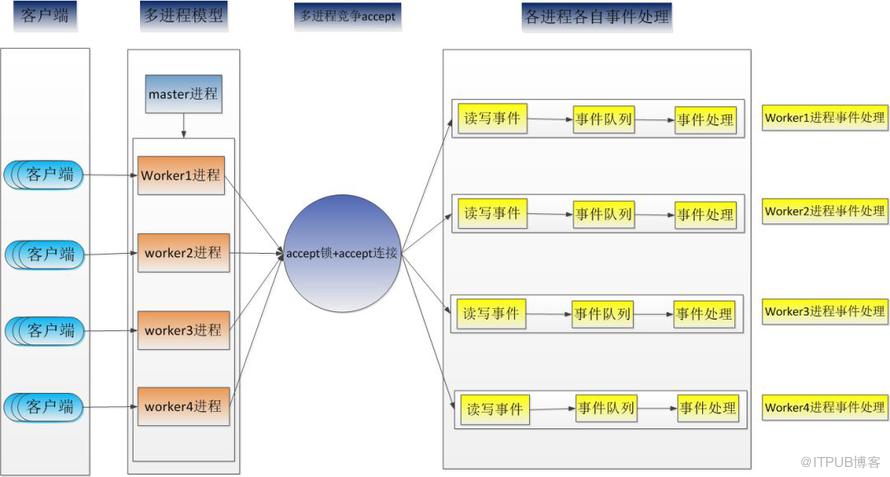 客户端
多进程模型
多进程竞争accept
各进程各自事件处理
master进程
客户端
Worker1进程
客户端
worker2进程
客户端
worker3进程
客户端
worker4进程
accept锁+accept连接
读写事件
事件队列
事件处理
Worker1进程事件处理
读写事件
事件队列
事件处理
Worker2进程事件处理
读写事件
事件队列
事件处理
Worker3进程事件处理
读写事件
事件队列
事件处理
Worker4进程事件处理
@ITPUB博客